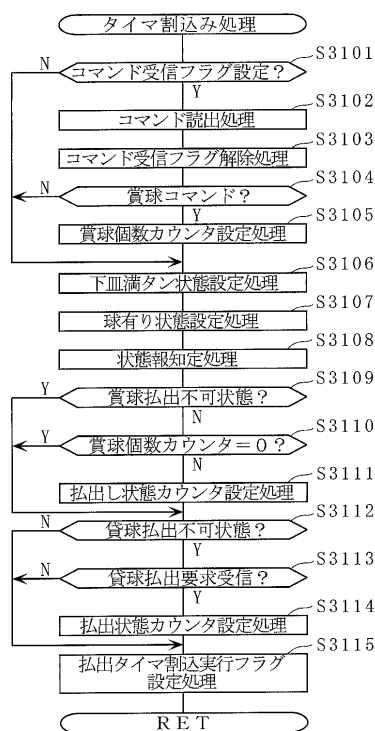 タイマ割込み処理
S3101
N
コマンド受信フラグ設定?
Y
S3102
コマンド読出処理
S3103
コマンド受信フラグ解除処理
S3104
N
賞球コマンド?
Y
S3105
賞球個数カウンタ設定処理
S3106
下皿満タン状態設定処理
S3107
球有り状態設定処理
S3108
状態報知定処理
S3109
Y
賞球払出不可状態?
N
S3110
Y
賞球個数カウンタ=0?
N
S3111
払出し状態カウンタ設定処理
S3112
N
貸球払出不可状態?
Y
S3113
N
貸球払出要求受信?
Y
S3114
払出状態カウンタ設定処理
S3115
払出タイマ割込実行フラグ
設定処理
RET